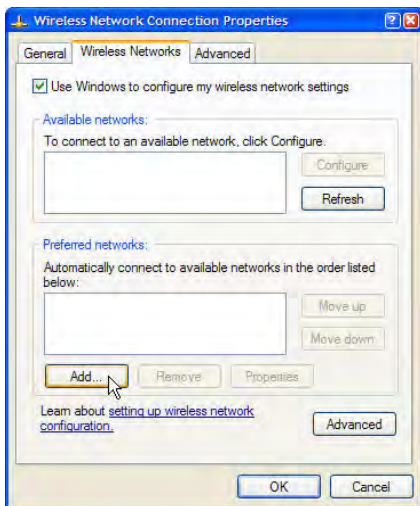 Wireless Network Connection Properties
General Wireless Networks Advanced
Use Windows to configure my wireless network settings
Available networks:
To connect to an available network, click Configure.
Configure
Refresh
Preferred networks:
Automatically connect to available networks in the order listed
below:
Move up
Move down
Add... Remove Properties
Learn about setting up wireless network
configuration.
Advanced
OK Cancel